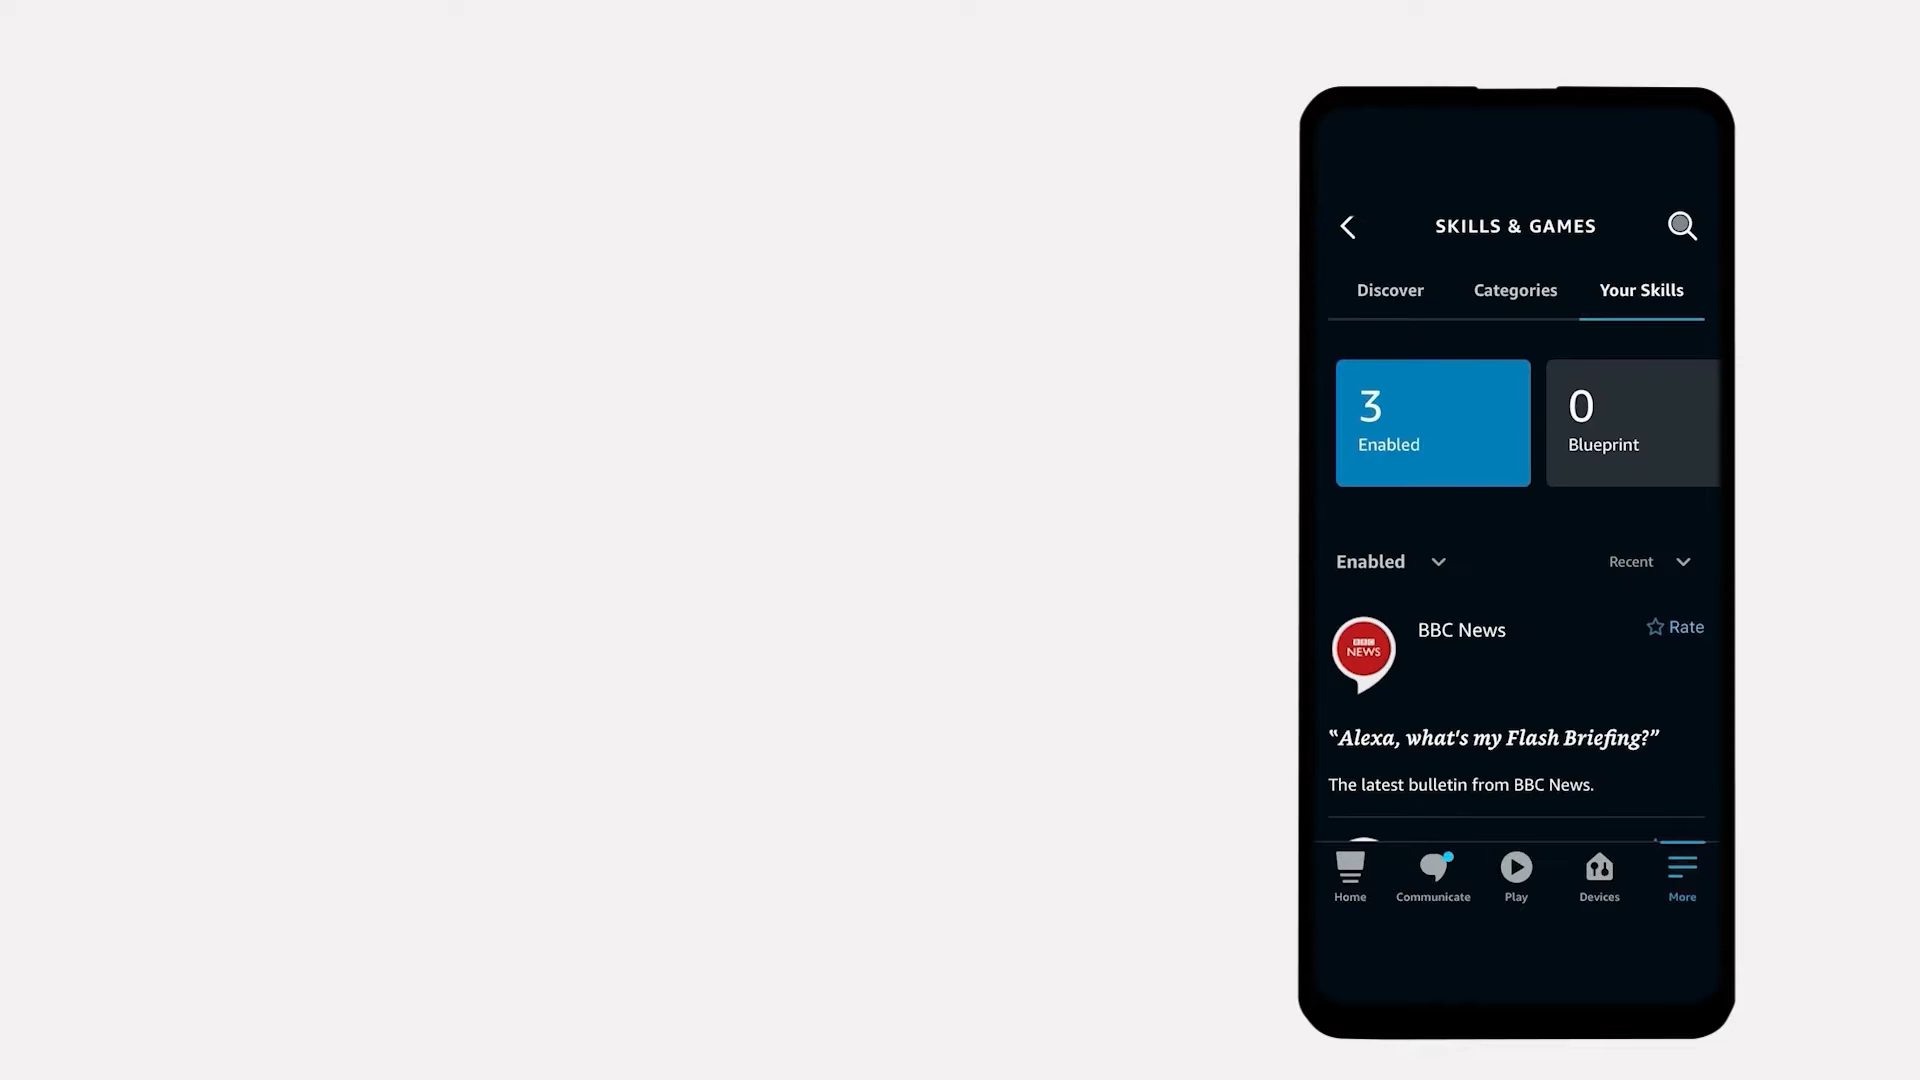 SKILLS & GAMES
Discover Categories Your Skills
3 0
Enabled Blueprint
Enabled Recent
BBC News Rate
BBC
NEWS
“Alexa, what's my Flash Briefing?”
The latest bulletin from BBC News.
Home Communicate Play Devices More